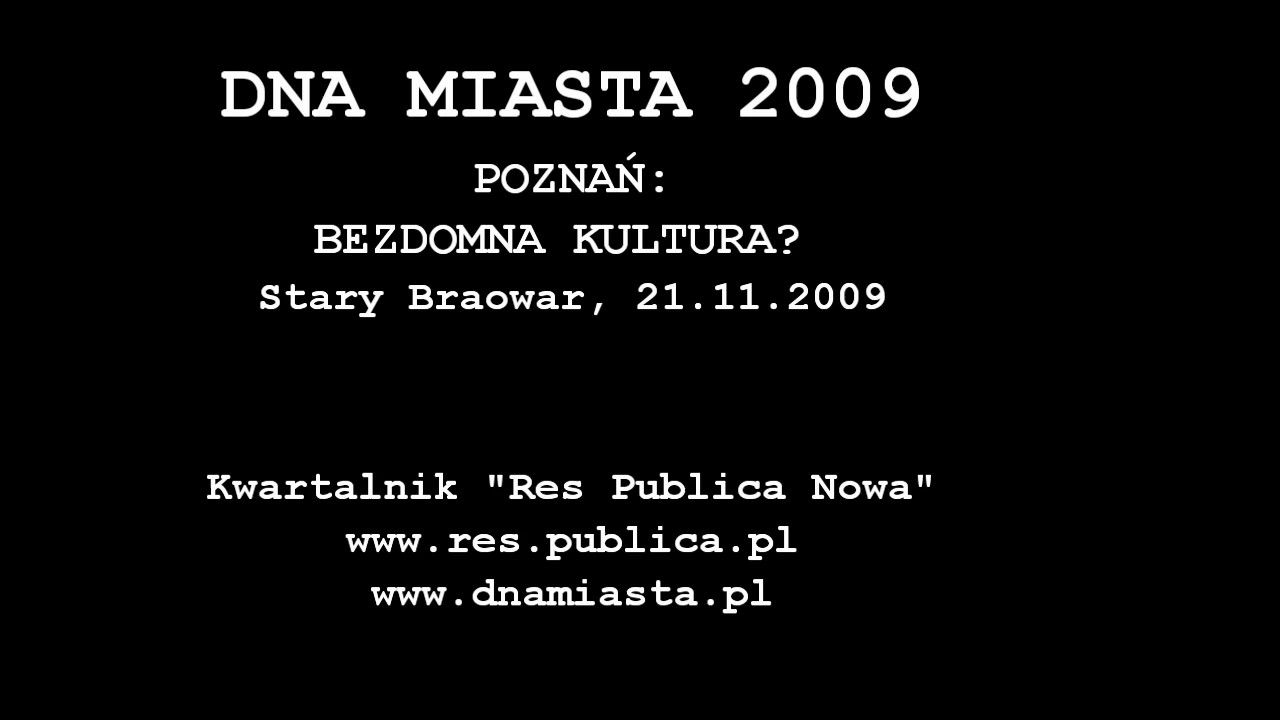 DNA MIASTA 2009
POZNAŃ:
BEZDOMNA KULTURA?
Stary Braowar, 21.11.2009
Kwartalnik "Res Publica Nowa"
www.res.publica.pl
www.dnamiasta.pl